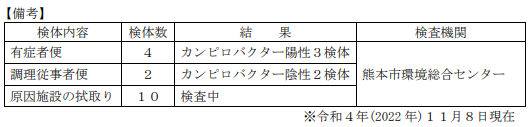 【備考】
検体内容 検体数 結　果 検査機関
有症者便 4 カンピロバクター陽性3検体
調理従事者便 2 カンピロバクター陰性2検体 熊本市環境総合センター
原因施設の拭取り 10 検査中
※令和4年(2022年)11月8日現在